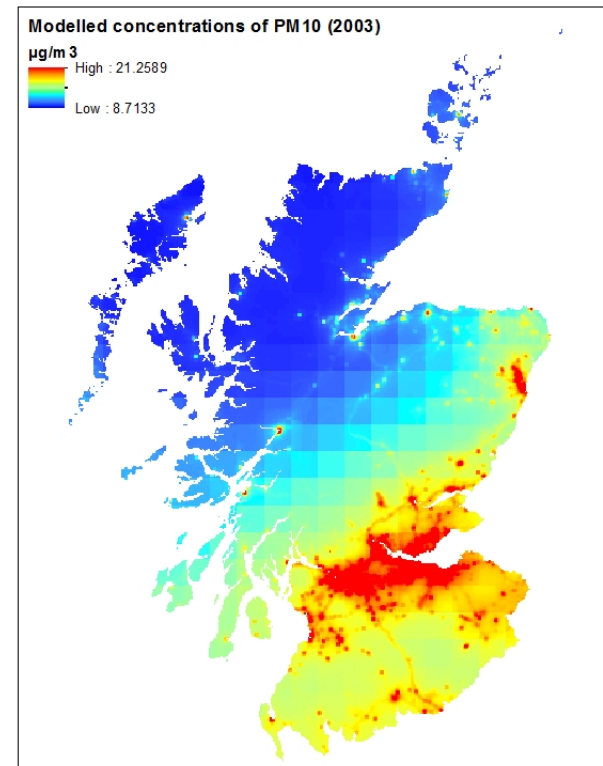 Modelled concentrations of PM10 (2003)
µg/m 3
High : 21.2589
Low : 8.7133